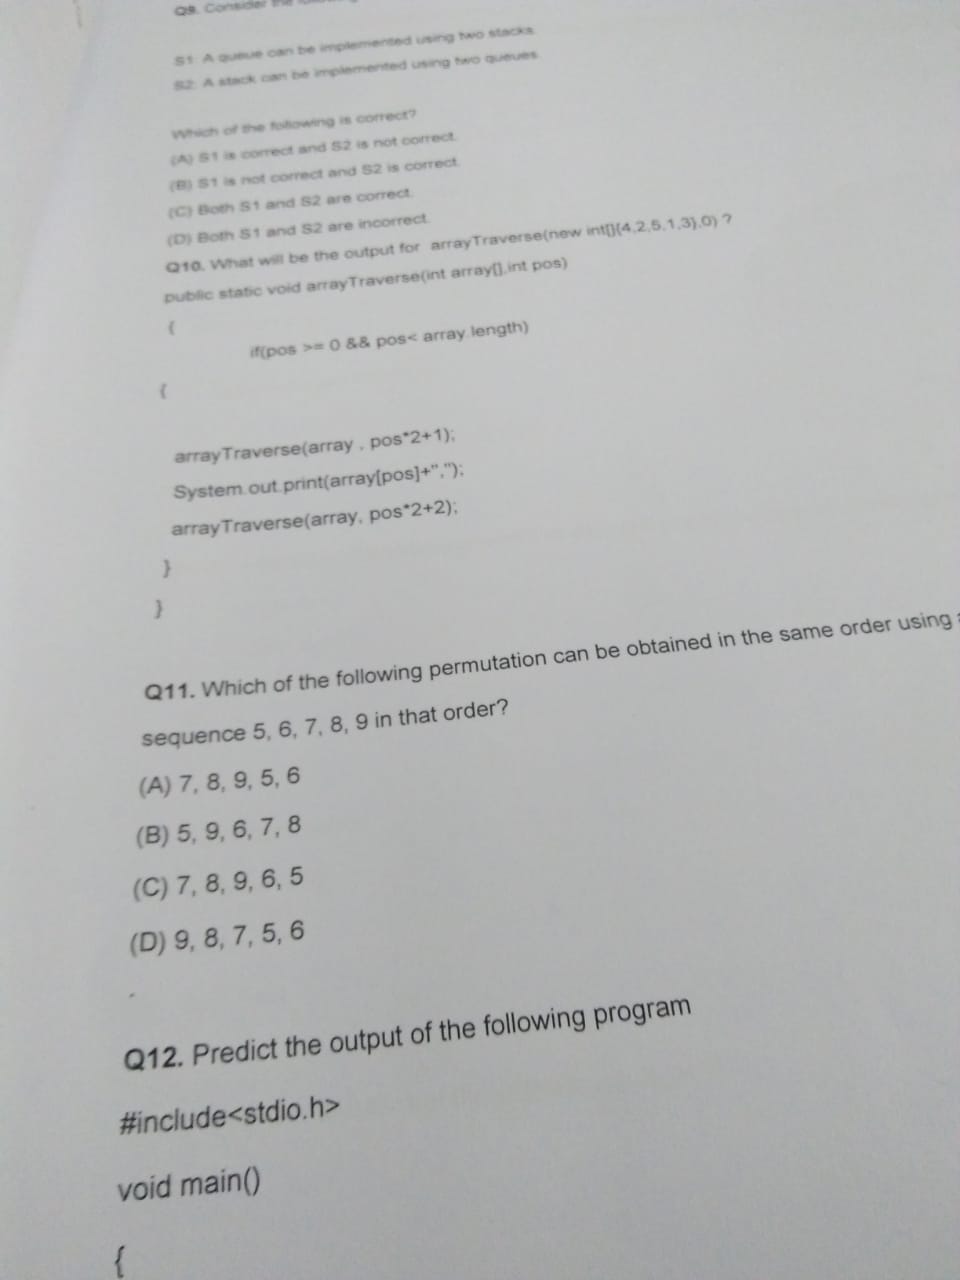 Q9. Consider the
S1: A queue can be implemented using two stacks.
S2: A stack can be implemented using two queues.
Which of the following is correct?
(A) S1 is correct and S2 is not correct.
(B) S1 is not correct and S2 is correct.
(C) Both S1 and S2 are correct.
(D) Both S1 and S2 are incorrect.
Q10. What will be the output for arrayTraverse(new int[]{4,2,5,1,3},0) ?
public static void arrayTraverse(int array[],int pos)
{
if(pos >= 0 && pos< array.length)
{
arrayTraverse(array , pos*2+1);
System.out.print(array[pos]+",");
arrayTraverse(array, pos*2+2);
}
}
Q11. Which of the following permutation can be obtained in the same order using
sequence 5, 6, 7, 8, 9 in that order?
(A) 7, 8, 9, 5, 6
(B) 5, 9, 6, 7, 8
(C) 7, 8, 9, 6, 5
(D) 9, 8, 7, 5, 6
Q12. Predict the output of the following program
#include<stdio.h>
void main()
{